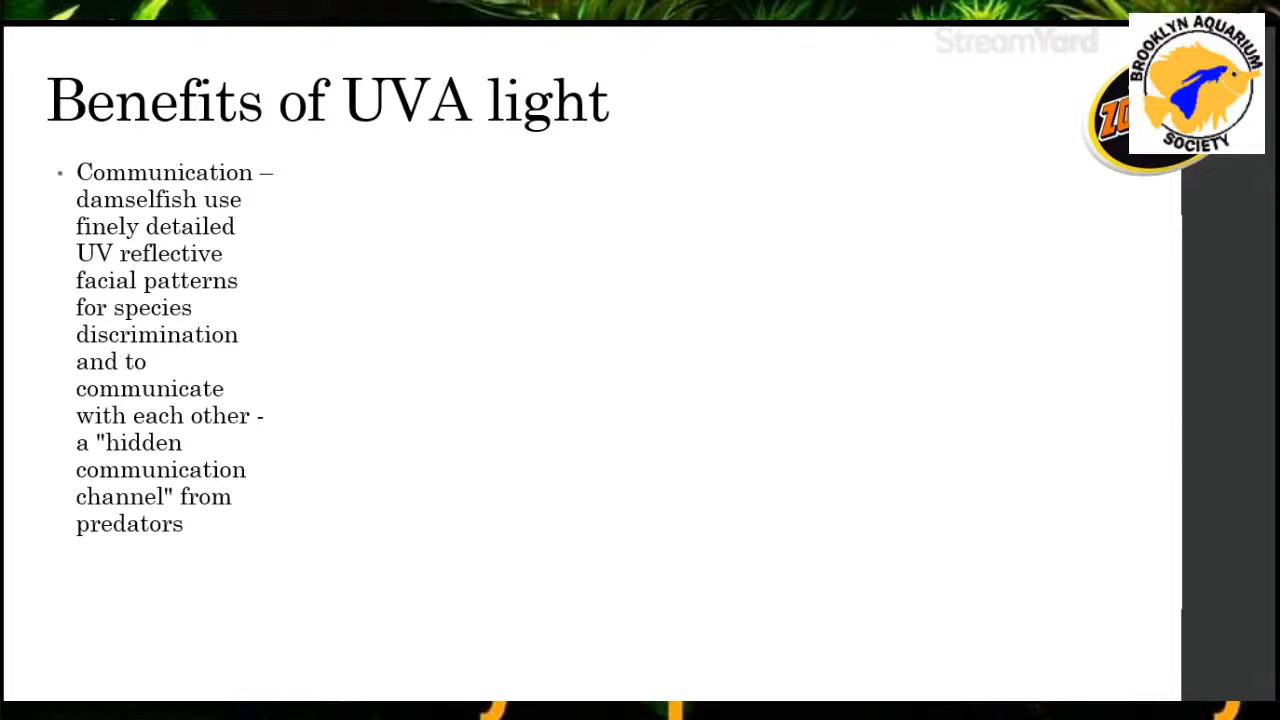 StreamYard
BROOKLYN AQUARIUM
SOCIETY
Benefits of UVA light
• Communication –
damselfish use
finely detailed
UV reflective
facial patterns
for species
discrimination
and to
communicate
with each other -
a "hidden
communication
channel" from
predators